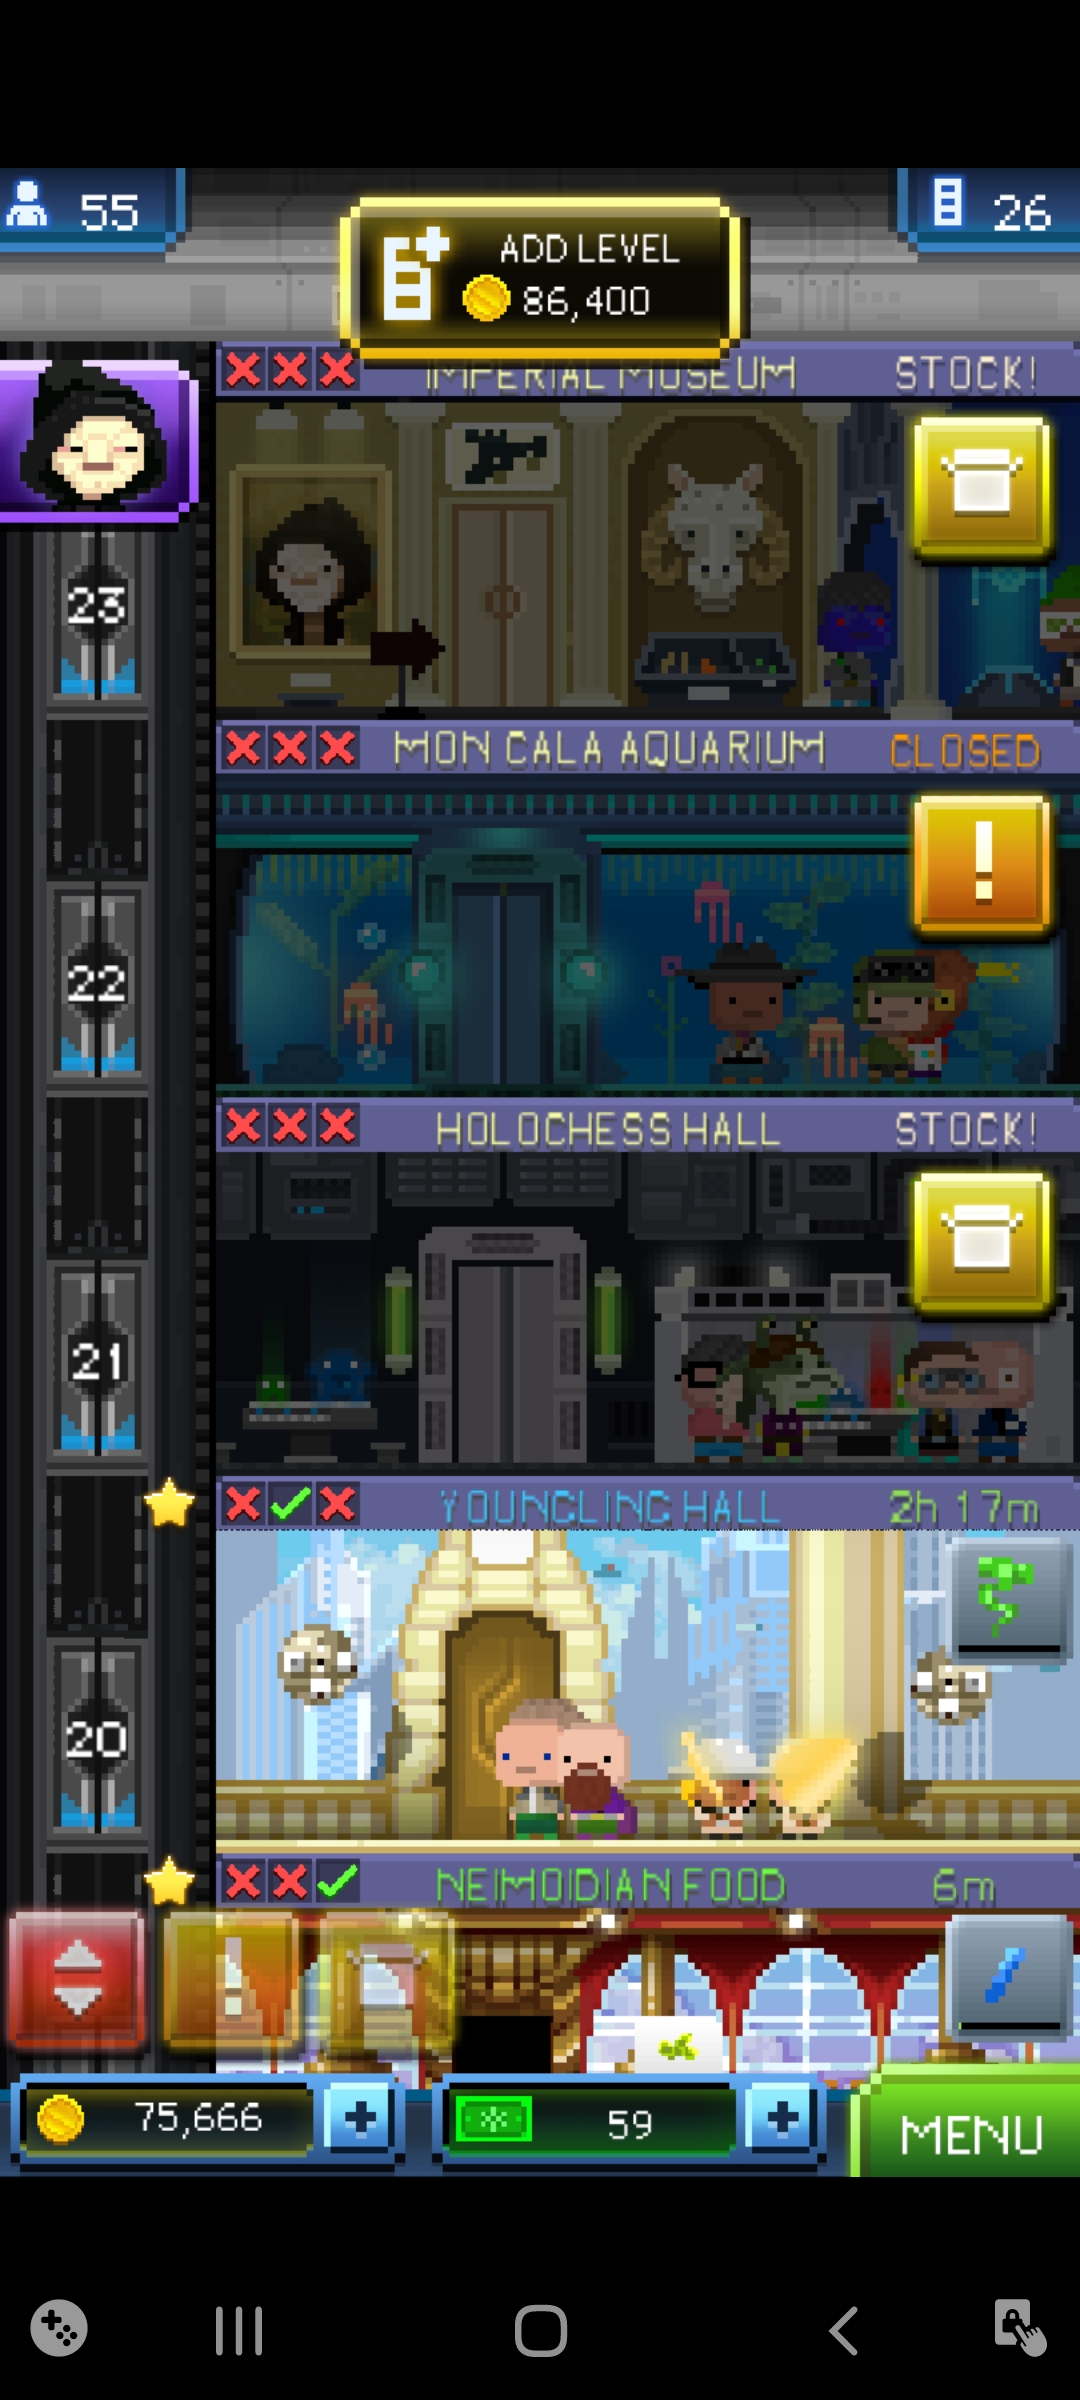 55
ADD LEVEL
86,400
26
IMPERIAL MUSEUM
STOCK!
23
MON CALA AQUARIUM
CLOSED
!
22
HOLOCHESS HALL
STOCK!
21
YOUNGLING HALL
2h 17m
20
NEIMOIDIAN FOOD
6m
!
75,666
+
59
+
MENU